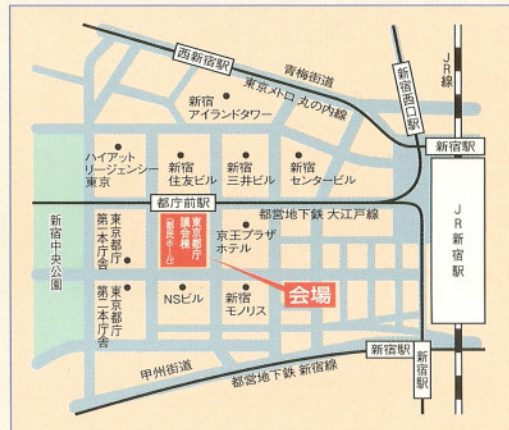 青梅街道
西新宿駅
東京メトロ 丸の内線
新宿西口駅
JR線
新宿
アイランドタワー
新宿駅
ハイアット
リージェンシー
東京
新宿
住友ビル
新宿
三井ビル
新宿
センタービル
都庁前駅
都営地下鉄 大江戸線
JR新宿駅
新宿中央公園
東京都庁
第一本庁舎
東京都庁
議会棟
(都民ホール)
京王プラザ
ホテル
会場
東京都庁
第二本庁舎
NSビル
新宿
モノリス
新宿駅
新宿駅
甲州街道
都営地下鉄 新宿線